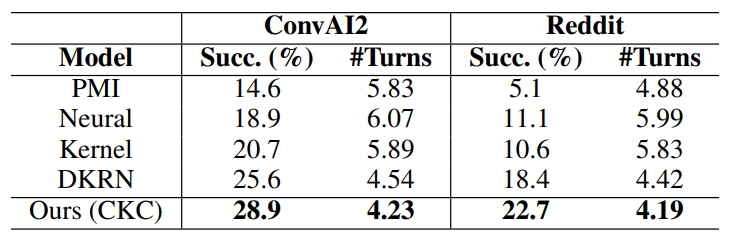 ConvAI2 Reddit
Model Succ. (%) #Turns Succ. (%) #Turns
PMI 14.6 5.83 5.1 4.88
Neural 18.9 6.07 11.1 5.99
Kernel 20.7 5.89 10.6 5.83
DKRN 25.6 4.54 18.4 4.42
Ours (CKC) 28.9 4.23 22.7 4.19